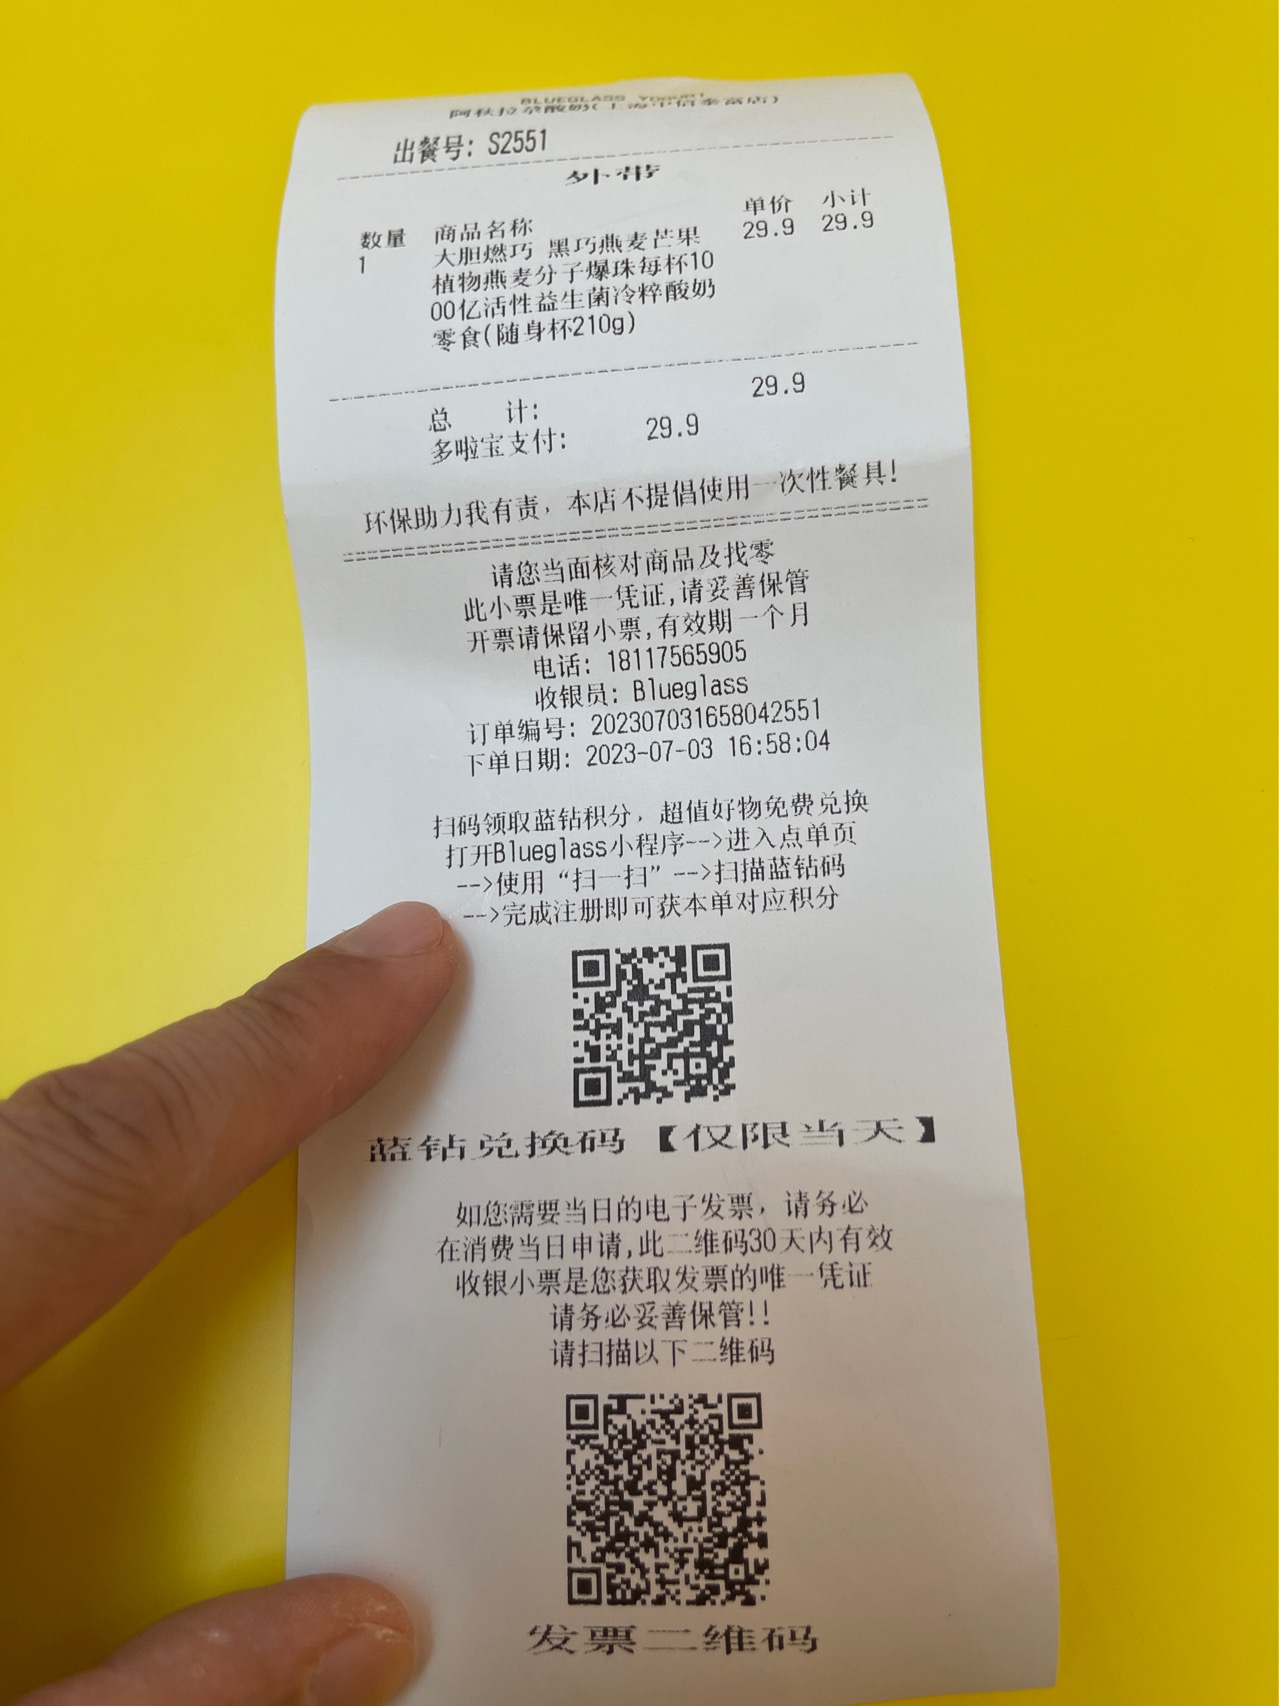 BLUEGLASS YOGURT
阿秋拉尕酸奶(上海中信泰富店)
出餐号: S2551
外带
数量 商品名称 单价 小计
1 大胆燃巧 黑巧燕麦芒果 29.9 29.9
植物燕麦分子爆珠每杯10
00亿活性益生菌冷粹酸奶
零食(随身杯210g)
总 计: 29.9
多啦宝支付: 29.9
环保助力我有责，本店不提倡使用一次性餐具!
请您当面核对商品及找零
此小票是唯一凭证,请妥善保管
开票请保留小票,有效期一个月
电话: 18117565905
收银员: Blueglass
订单编号: 202307031658042551
下单日期: 2023-07-03 16:58:04
扫码领取蓝钻积分，超值好物免费兑换
打开Blueglass小程序-->进入点单页
-->使用“扫一扫”-->扫描蓝钻码
-->完成注册即可获本单对应积分
蓝钻兑换码【仅限当天】
如您需要当日的电子发票，请务必
在消费当日申请,此二维码30天内有效
收银小票是您获取发票的唯一凭证
请务必妥善保管!!
请扫描以下二维码
发票二维码